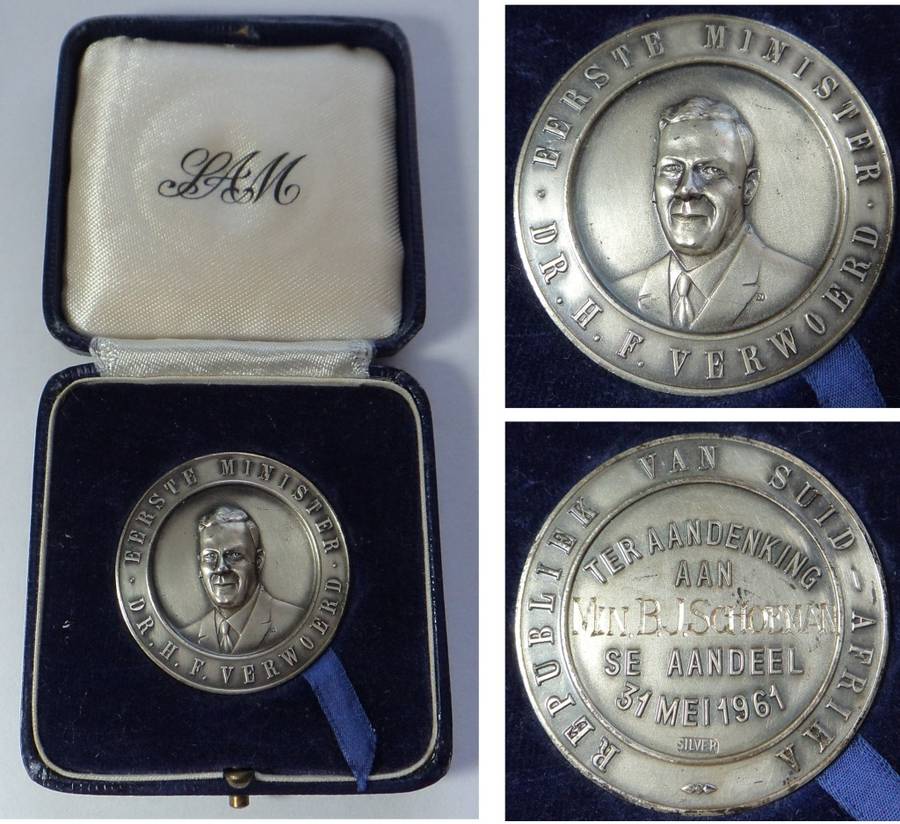 SAM
EERSTE MINISTER
DR. H. F. VERWOERD
EERSTE MINISTER
DR. H. F. VERWOERD
REPUBLIEK VAN SUID-AFRIKA
TER AANDENKING
AAN
MIN. B. J. SCHOEMAN
SE AANDEEL
31 MEI 1961
SILVER